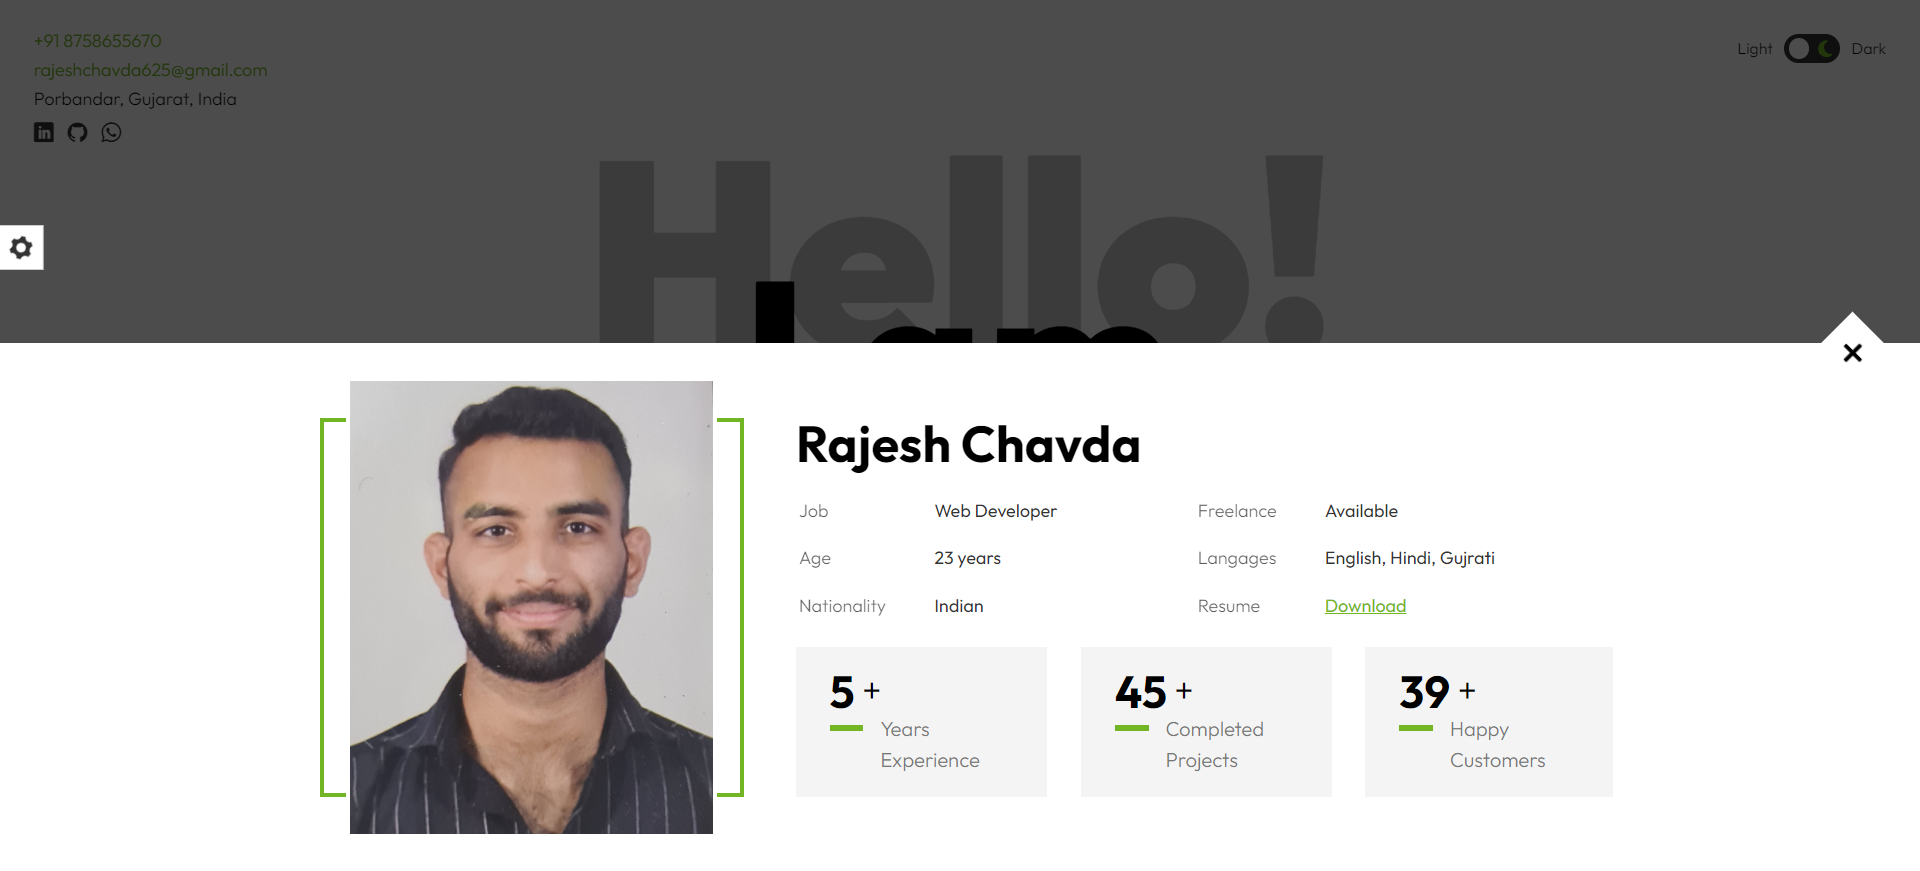 +91 8758655670
rajeshchavda625@gmail.com
Porbandar, Gujarat, India
Light Dark
Hello!
I am
Rajesh Chavda
Job Web Developer Freelance Available
Age 23 years Langages English, Hindi, Gujrati
Nationality Indian Resume Download
5 + 45 + 39 +
Years Completed Happy
Experience Projects Customers